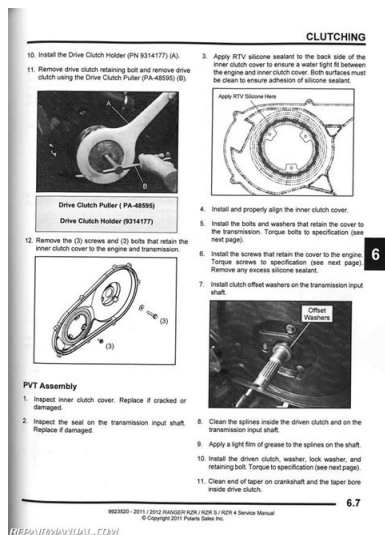 CLUTCHING
10. Install the Drive Clutch Holder (PN 9314177) (A).
11. Remove drive clutch retaining bolt and remove drive
clutch using the Drive Clutch Puller (PA-48595) (B).
A
B
Drive Clutch Puller ( PA-48595)
Drive Clutch Holder (9314177)
12. Remove the (3) screws and (3) bolts that retain the
inner clutch cover to the engine and transmission.
(3)
(3)
PVT Assembly
1. Inspect inner clutch cover. Replace if cracked or
damaged.
2. Inspect the seal on the transmission input shaft.
Replace if damaged.
3. Apply RTV silicone sealant to the back side of the
inner clutch cover to ensure a water tight fit between
the engine and inner clutch cover. Both surfaces must
be clean to ensure adhesion of silicone sealant.
Apply RTV Silicone Here
4. Install and properly align the inner clutch cover.
5. Install the bolts and washers that retain the cover to
the transmission. Torque bolts to specification (see
next page).
6. Install the screws that retain the cover to the engine.
Torque screws to specification (see next page).
Remove any excess silicone sealant.
7. Install clutch offset washers on the transmission input
shaft.
Offset
Washers
8. Clean the splines inside the driven clutch and on the
transmission input shaft.
9. Apply a light film of grease to the splines on the shaft.
10. Install the driven clutch, washer, lock washer, and
retaining bolt. Torque to specification (see next page).
11. Clean end of taper on crankshaft and the taper bore
inside drive clutch.
6
6.7
9923520 - 2011 / 2012 RANGER RZR / RZR S / RZR 4 Service Manual
© Copyright 2011 Polaris Sales Inc.
REPAIRMANUAL.COM